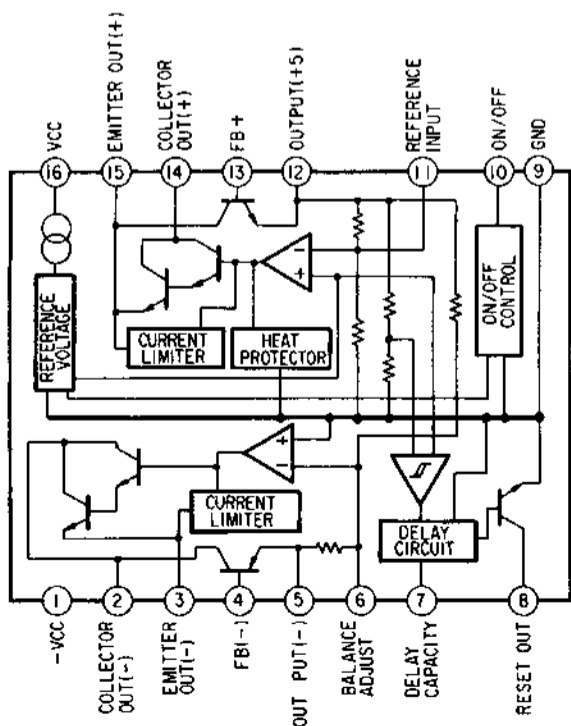 VCC
EMITTER OUT(+)
COLLECTOR
OUT(+)
FB+
OUTPUT(+5)
REFERENCE
INPUT
ON/OFF
GND
16
15
14
13
12
11
10
9
REFERENCE
VOLTAGE
CURRENT
LIMITER
HEAT
PROTECTOR
ON/OFF
CONTROL
-
+
+
-
CURRENT
LIMITER
DELAY
CIRCUIT
1
2
3
4
5
6
7
8
-VCC
COLLECTOR
OUT(-)
EMITTER
OUT(-)
FB(-)
OUT PUT(-)
BALANCE
ADJUST
DELAY
CAPACITY
RESET OUT